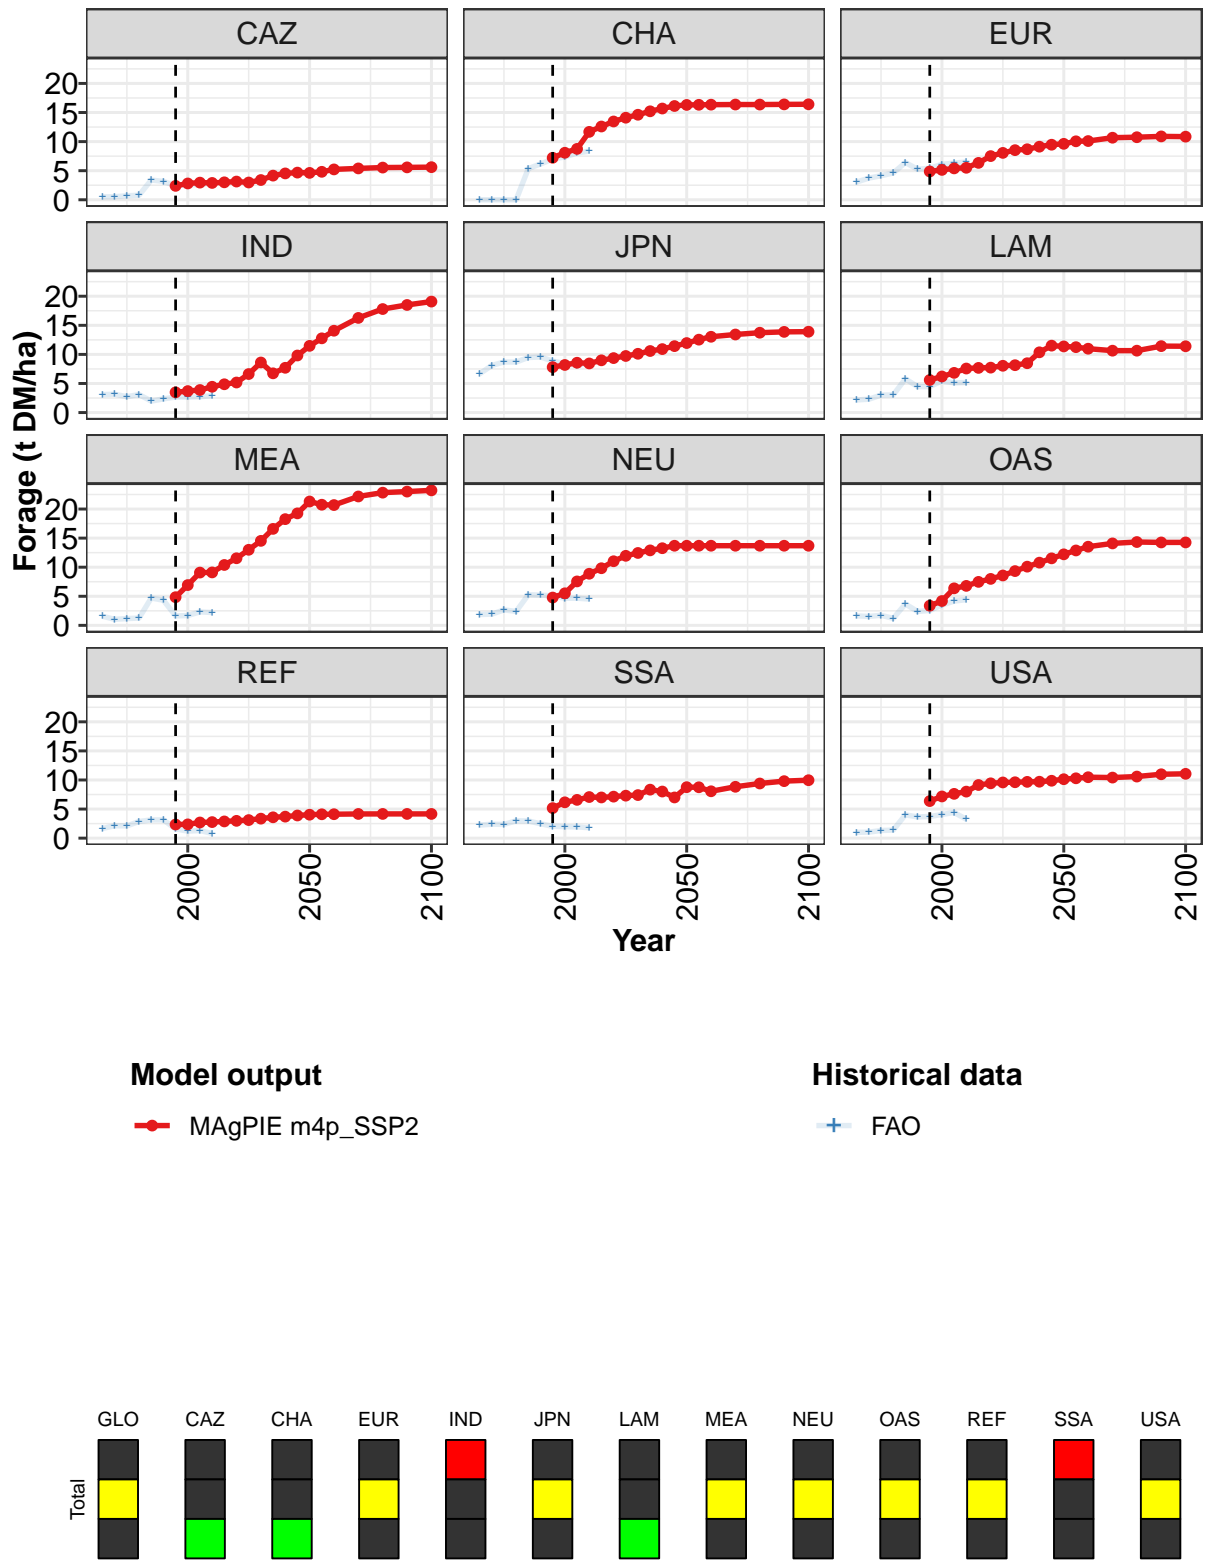 CAZ CHA EUR
20
15
10
5
0
IND JPN LAM
20
15
10
5
0
Forage (t DM/ha)
MEA NEU OAS
20
15
10
5
0
REF SSA USA
20
15
10
5
0
2000 2050 2100 2000 2050 2100 2000 2050 2100
Year
Model output Historical data
MAgPIE m4p_SSP2 FAO
GLO CAZ CHA EUR IND JPN LAM MEA NEU OAS REF SSA USA
Total